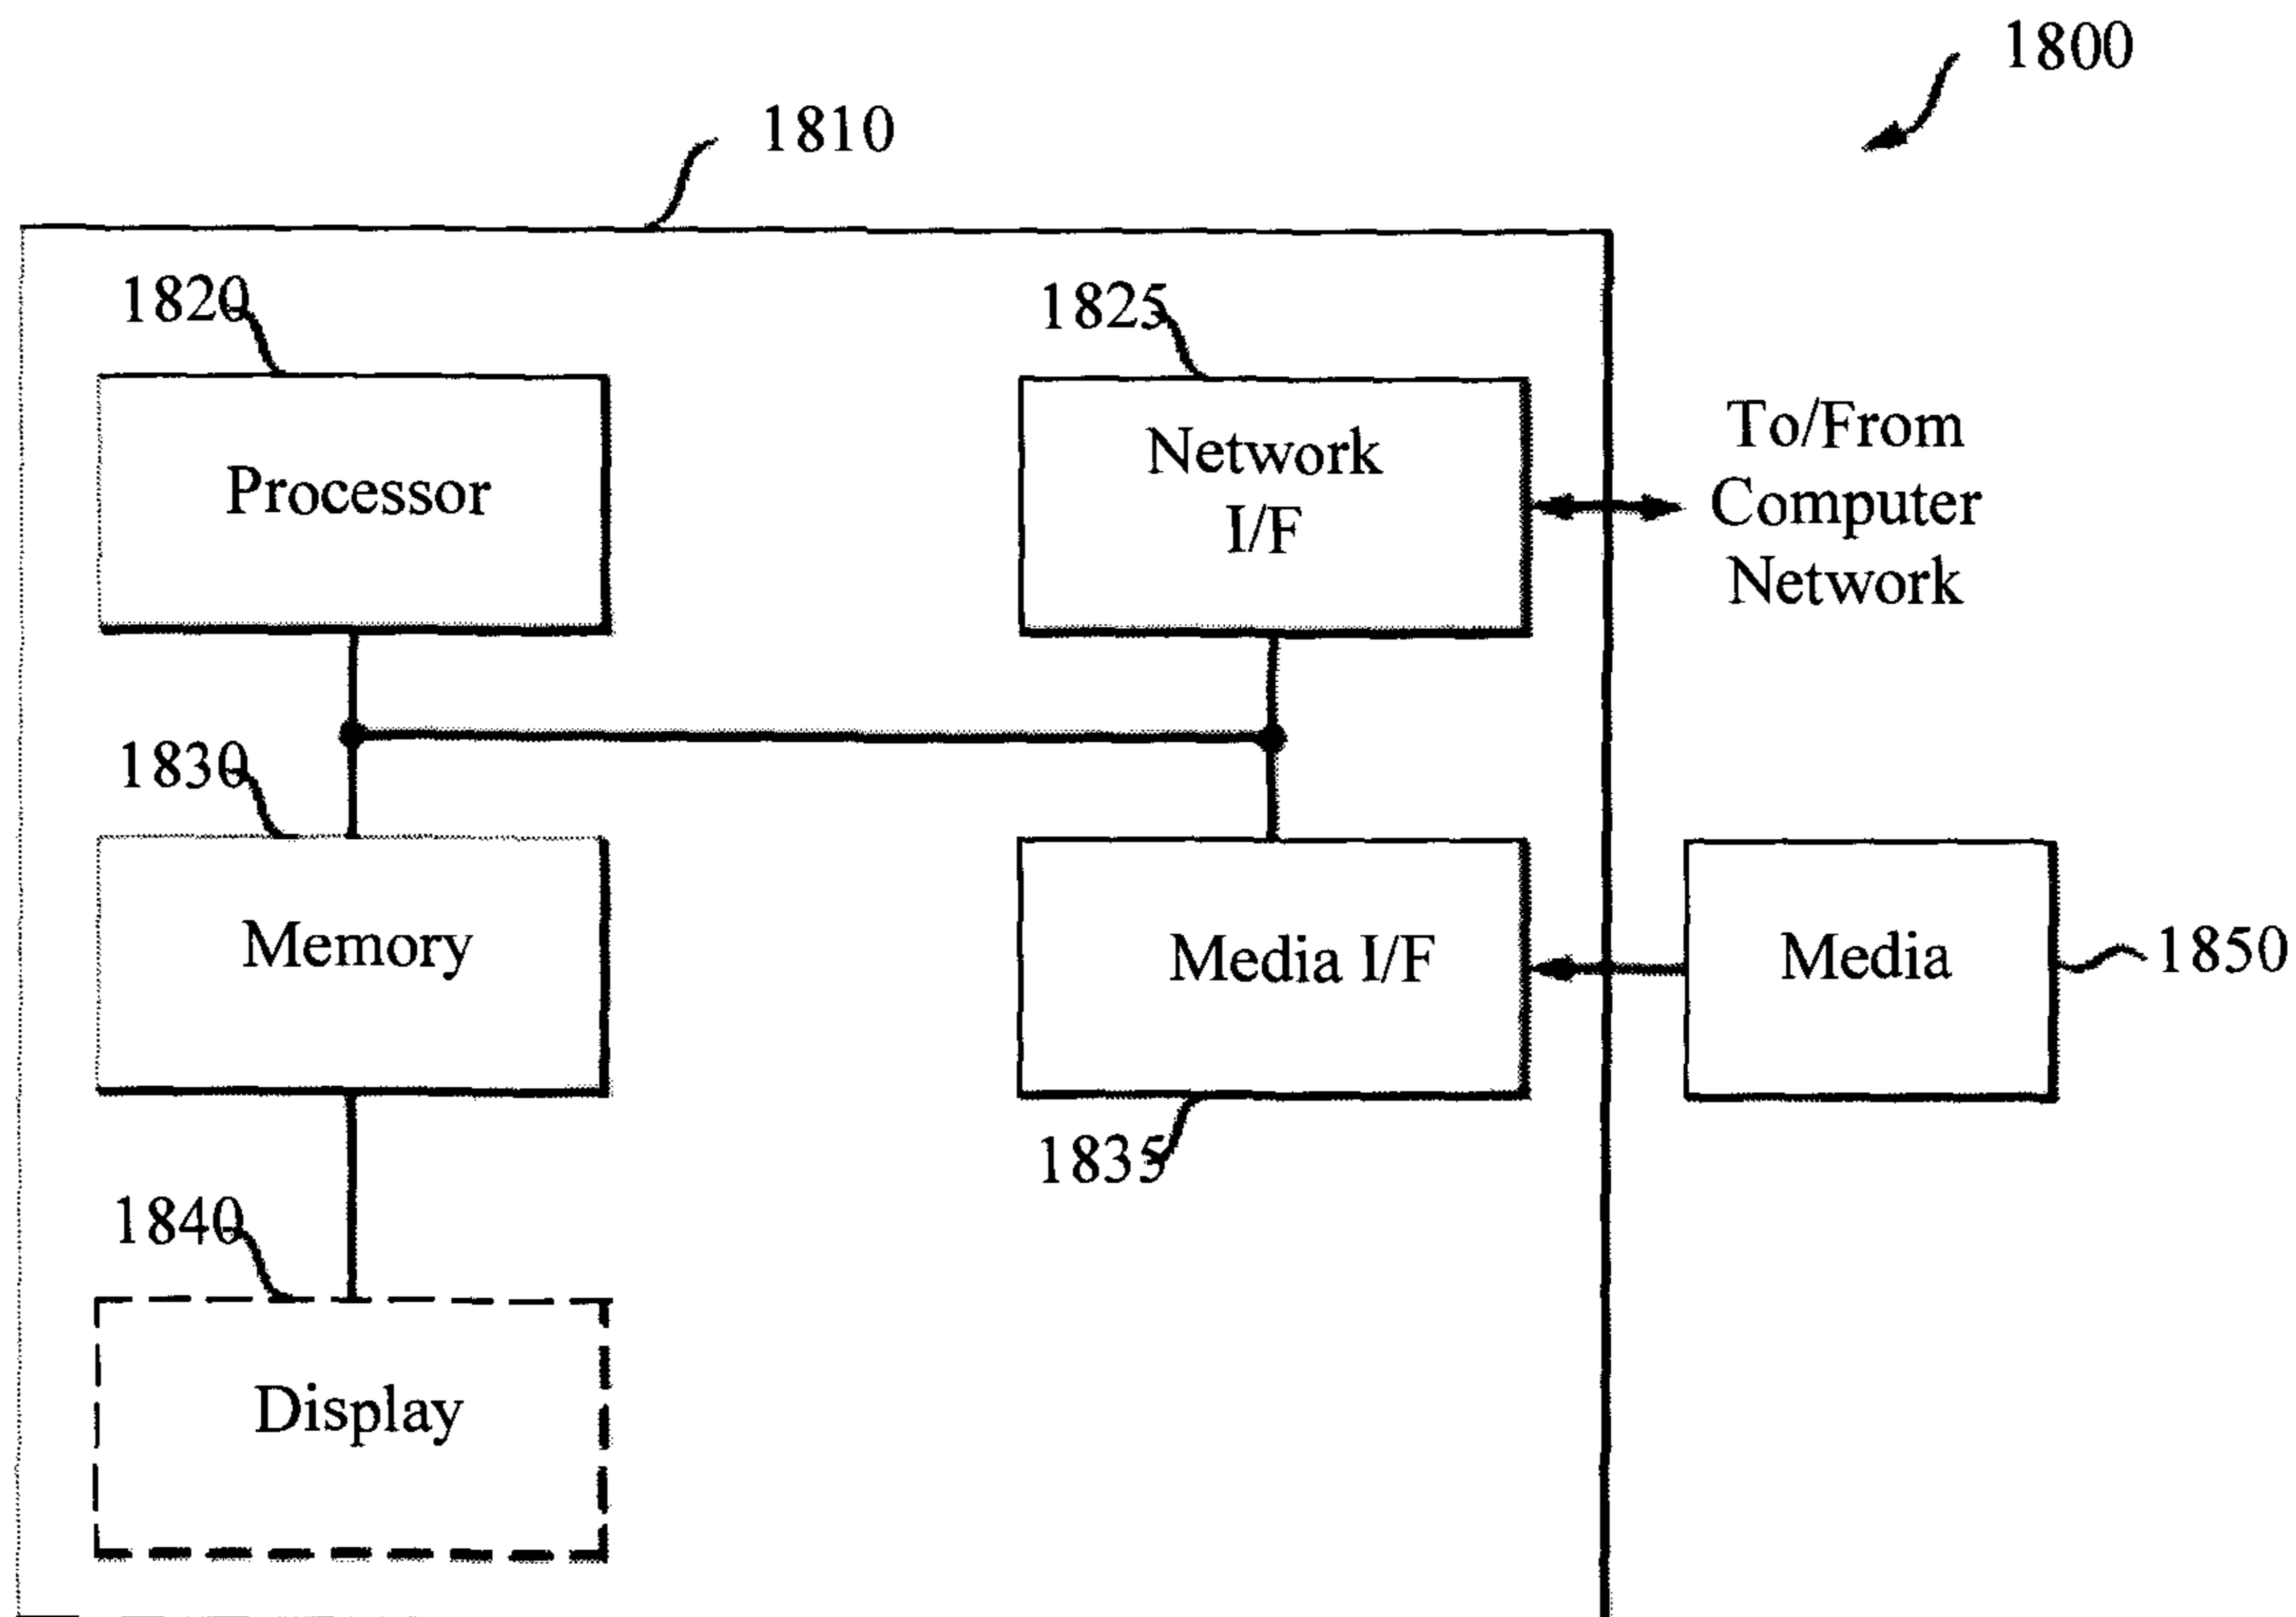 1800
1810
1820
1825
Processor
Network
I/F
To/From
Computer
Network
1830
Memory
Media I/F
Media
1850
1835
1840
Display